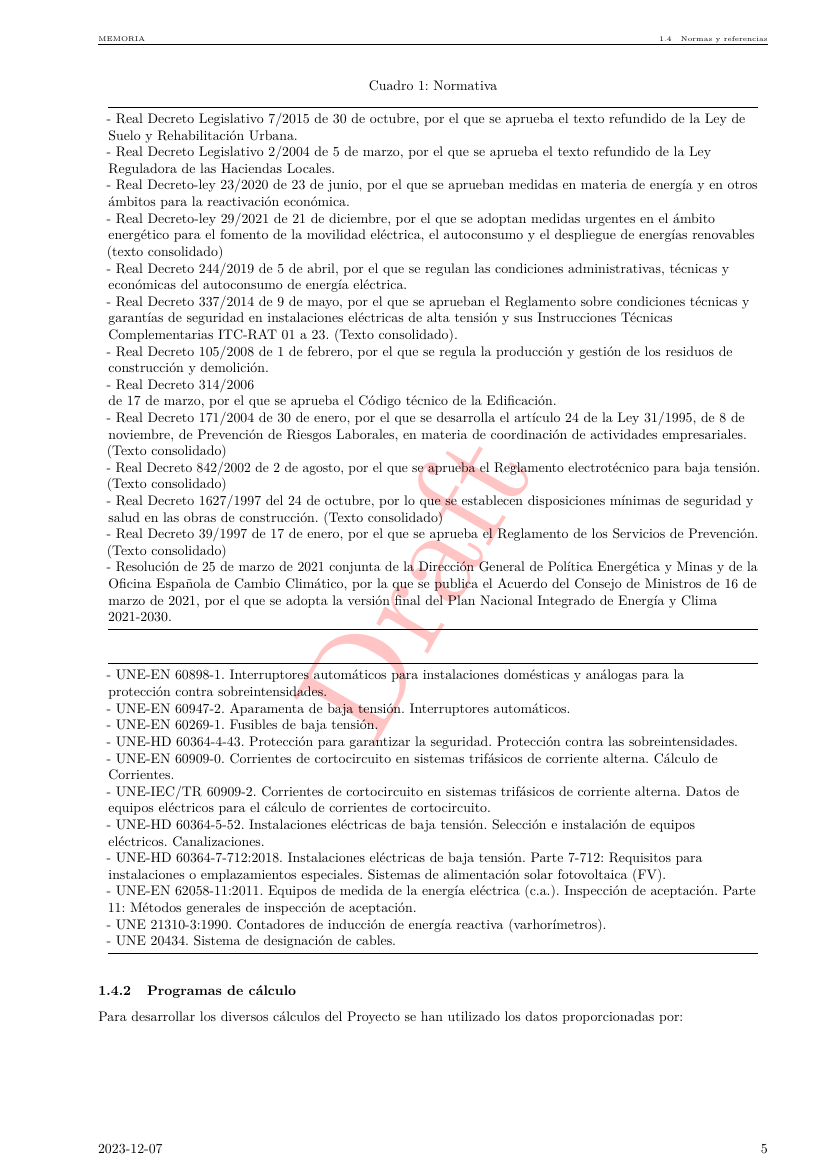 MEMORIA 1.4 Normas y referencias
Cuadro 1: Normativa
- Real Decreto Legislativo 7/2015 de 30 de octubre, por el que se aprueba el texto refundido de la Ley de
Suelo y Rehabilitación Urbana.
- Real Decreto Legislativo 2/2004 de 5 de marzo, por el que se aprueba el texto refundido de la Ley
Reguladora de las Haciendas Locales.
- Real Decreto-ley 23/2020 de 23 de junio, por el que se aprueban medidas en materia de energía y en otros
ámbitos para la reactivación económica.
- Real Decreto-ley 29/2021 de 21 de diciembre, por el que se adoptan medidas urgentes en el ámbito
energético para el fomento de la movilidad eléctrica, el autoconsumo y el despliegue de energías renovables
(texto consolidado)
- Real Decreto 244/2019 de 5 de abril, por el que se regulan las condiciones administrativas, técnicas y
económicas del autoconsumo de energía eléctrica.
- Real Decreto 337/2014 de 9 de mayo, por el que se aprueban el Reglamento sobre condiciones técnicas y
garantías de seguridad en instalaciones eléctricas de alta tensión y sus Instrucciones Técnicas
Complementarias ITC-RAT 01 a 23. (Texto consolidado).
- Real Decreto 105/2008 de 1 de febrero, por el que se regula la producción y gestión de los residuos de
construcción y demolición.
- Real Decreto 314/2006
de 17 de marzo, por el que se aprueba el Código técnico de la Edificación.
- Real Decreto 171/2004 de 30 de enero, por el que se desarrolla el artículo 24 de la Ley 31/1995, de 8 de
noviembre, de Prevención de Riesgos Laborales, en materia de coordinación de actividades empresariales.
(Texto consolidado)
- Real Decreto 842/2002 de 2 de agosto, por el que se aprueba el Reglamento electrotécnico para baja tensión.
(Texto consolidado)
- Real Decreto 1627/1997 del 24 de octubre, por lo que se establecen disposiciones mínimas de seguridad y
salud en las obras de construcción. (Texto consolidado)
- Real Decreto 39/1997 de 17 de enero, por el que se aprueba el Reglamento de los Servicios de Prevención.
(Texto consolidado)
- Resolución de 25 de marzo de 2021 conjunta de la Dirección General de Política Energética y Minas y de la
Oficina Española de Cambio Climático, por la que se publica el Acuerdo del Consejo de Ministros de 16 de
marzo de 2021, por el que se adopta la versión final del Plan Nacional Integrado de Energía y Clima
2021-2030.
- UNE-EN 60898-1. Interruptores automáticos para instalaciones domésticas y análogas para la
protección contra sobreintensidades.
- UNE-EN 60947-2. Aparamenta de baja tensión. Interruptores automáticos.
- UNE-EN 60269-1. Fusibles de baja tensión.
- UNE-HD 60364-4-43. Protección para garantizar la seguridad. Protección contra las sobreintensidades.
- UNE-EN 60909-0. Corrientes de cortocircuito en sistemas trifásicos de corriente alterna. Cálculo de
Corrientes.
- UNE-IEC/TR 60909-2. Corrientes de cortocircuito en sistemas trifásicos de corriente alterna. Datos de
equipos eléctricos para el cálculo de corrientes de cortocircuito.
- UNE-HD 60364-5-52. Instalaciones eléctricas de baja tensión. Selección e instalación de equipos
eléctricos. Canalizaciones.
- UNE-HD 60364-7-712:2018. Instalaciones eléctricas de baja tensión. Parte 7-712: Requisitos para
instalaciones o emplazamientos especiales. Sistemas de alimentación solar fotovoltaica (FV).
- UNE-EN 62058-11:2011. Equipos de medida de la energía eléctrica (c.a.). Inspección de aceptación. Parte
11: Métodos generales de inspección de aceptación.
- UNE 21310-3:1990. Contadores de inducción de energía reactiva (varhorímetros).
- UNE 20434. Sistema de designación de cables.
1.4.2 Programas de cálculo
Para desarrollar los diversos cálculos del Proyecto se han utilizado los datos proporcionadas por:
2023-12-07 5
Draft